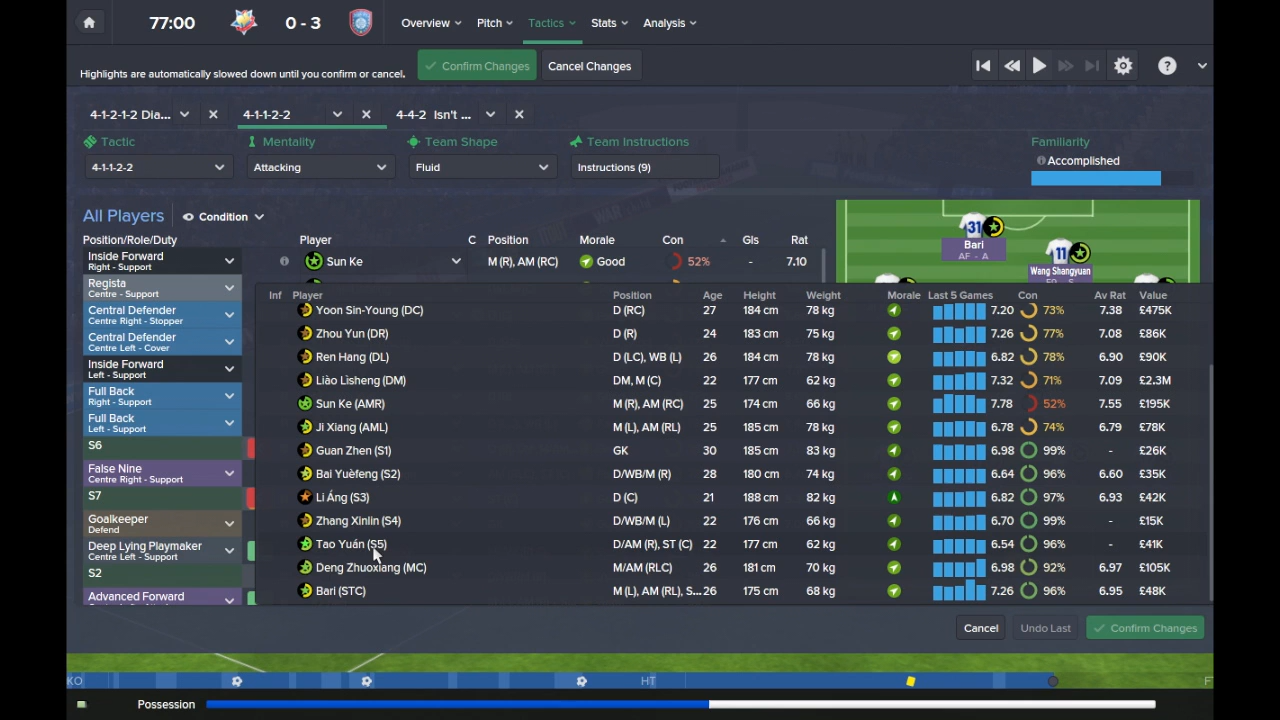 77:00 0 - 3 Overview Pitch Tactics Stats Analysis
Highlights are automatically slowed down until you confirm or cancel. Confirm Changes Cancel Changes ?
4-1-2-1-2 Dia... 4-1-1-2-2 4-4-2 Isn't ...
Tactic Mentality Team Shape Team Instructions Familiarity
4-1-1-2-2 Attacking Fluid Instructions (9) Accomplished
All Players Condition
Position/Role/Duty Player C Position Morale Con Gls Rat
Inside Forward
Right - Support
Sun Ke M (R), AM (RC) Good 52% - 7.10
31
Bari
AF - A
11
Wang Shangyuan
Regista
Centre - Support
Central Defender
Centre Right - Stopper
Central Defender
Centre Left - Cover
Inside Forward
Left - Support
Full Back
Right - Support
Full Back
Left - Support
S6
False Nine
Centre Right - Support
S7
Goalkeeper
Defend
Deep Lying Playmaker
Centre Left - Support
S2
Advanced Forward
Inf Player Position Age Height Weight Morale Last 5 Games Con Av Rat Value
Yoon Sin-Young (DC) D (RC) 27 184 cm 78 kg 7.20 73% 7.38 £475K
Zhou Yun (DR) D (R) 24 183 cm 75 kg 7.26 77% 7.08 £86K
Ren Hang (DL) D (LC), WB (L) 26 184 cm 78 kg 6.82 78% 6.90 £90K
Liào Lìsheng (DM) DM, M (C) 22 177 cm 62 kg 7.32 71% 7.09 £2.3M
Sun Ke (AMR) M (R), AM (RC) 25 174 cm 66 kg 7.78 52% 7.55 £195K
Ji Xiang (AML) M (L), AM (RL) 25 185 cm 78 kg 6.78 74% 6.79 £78K
Guan Zhen (S1) GK 30 185 cm 83 kg 6.98 99% - £26K
Bai Yuèfeng (S2) D/WB/M (R) 28 180 cm 74 kg 6.64 96% 6.60 £35K
Li Áng (S3) D (C) 21 188 cm 82 kg 6.82 97% 6.93 £42K
Zhang Xinlin (S4) D/WB/M (L) 22 176 cm 66 kg 6.70 99% - £15K
Tao Yuán (S5) D/AM (R), ST (C) 22 177 cm 62 kg 6.54 96% - £41K
Deng Zhuoxiang (MC) M/AM (RLC) 26 181 cm 70 kg 6.98 92% 6.97 £105K
Bari (STC) M (L), AM (RL), S... 26 175 cm 68 kg 7.26 96% 6.95 £48K
Cancel Undo Last Confirm Changes
KO HT F
Possession